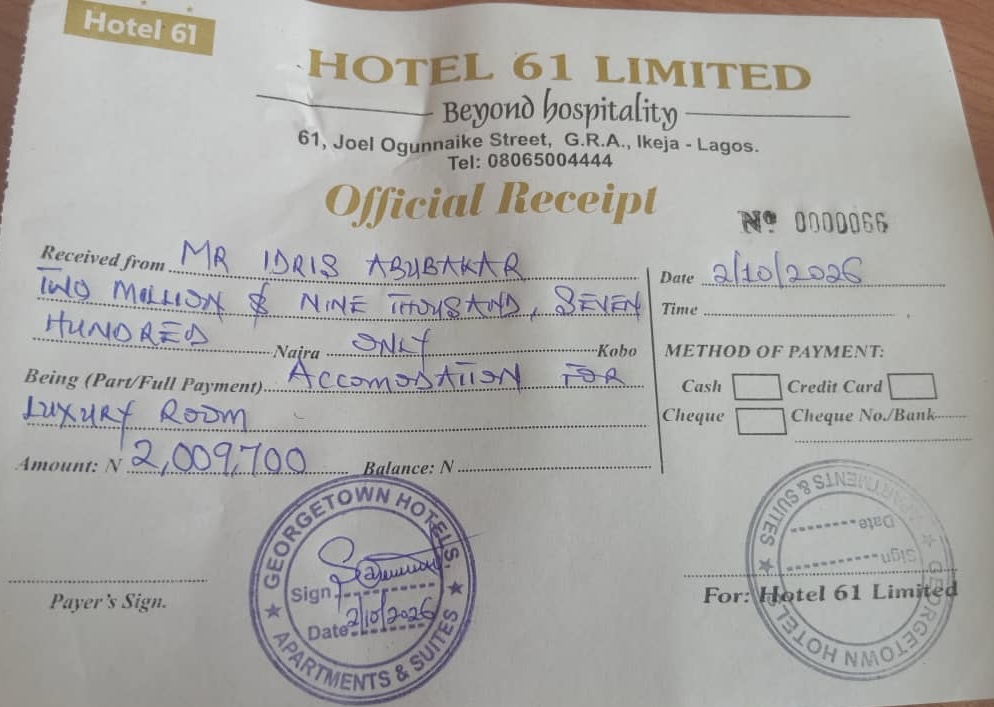 Hotel 61
HOTEL 61 LIMITED
Beyond hospitality
61, Joel Ogunnaike Street, G.R.A., Ikeja - Lagos.
Tel: 08065004444
Official Receipt
Nº 0000066
Received from MR IDRIS ABUBAKAR
TWO MILLION & NINE THOUSAND, SEVEN
HUNDRED Naira ONLY Kobo
Being (Part/Full Payment) ACCOMODATION FOR
LUXURY ROOM
Amount: N 2,009,700 Balance: N
Date 2/10/2026
Time
METHOD OF PAYMENT:
Cash Credit Card
Cheque Cheque No./Bank
Payer's Sign.
GEORGETOWN HOTELS,
APARTMENTS & SUITES
Sign
Date 2/10/2026
For: Hotel 61 Limited
GEORGETOWN HOTELS
APARTMENTS & SUITES
Sign
Date